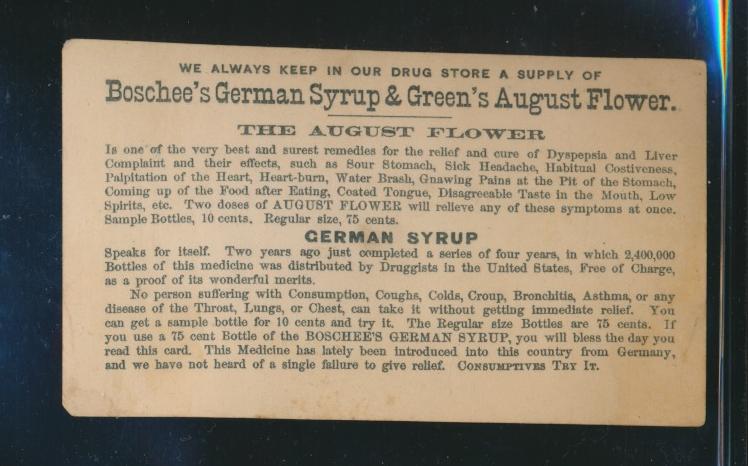 WE ALWAYS KEEP IN OUR DRUG STORE A SUPPLY OF
Boschee's German Syrup & Green's August Flower.
THE AUGUST FLOWER
Is one of the very best and surest remedies for the relief and cure of Dyspepsia and Liver
Complaint and their effects, such as Sour Stomach, Sick Headache, Habitual Costiveness,
Palpitation of the Heart, Heart-burn, Water Brash, Gnawing Pains at the Pit of the Stomach,
Coming up of the Food after Eating, Coated Tongue, Disagreeable Taste in the Mouth, Low
Spirits, etc. Two doses of AUGUST FLOWER will relieve any of these symptoms at once.
Sample Bottles, 10 cents. Regular size, 75 cents.
GERMAN SYRUP
Speaks for itself. Two years ago just completed a series of four years, in which 2,400,000
Bottles of this medicine was distributed by Druggists in the United States, Free of Charge,
as a proof of its wonderful merits.
No person suffering with Consumption, Coughs, Colds, Croup, Bronchitis, Asthma, or any
disease of the Throat, Lungs, or Chest, can take it without getting immediate relief. You
can get a sample bottle for 10 cents and try it. The Regular size Bottles are 75 cents. If
you use a 75 cent Bottle of the BOSCHEE'S GERMAN SYRUP, you will bless the day you
read this card. This Medicine has lately been introduced into this country from Germany,
and we have not heard of a single failure to give relief. CONSUMPTIVES TRY IT.